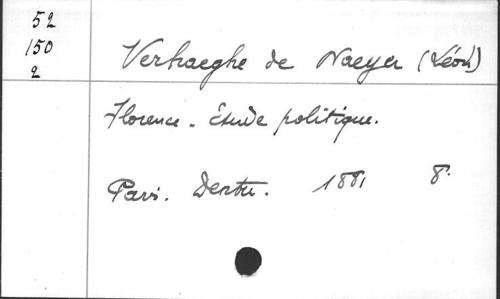 52
150
2
Verhaeghe de Naeyer (Léon)
Florence. Étude politique.
Paris. Dentu. 1881 8°